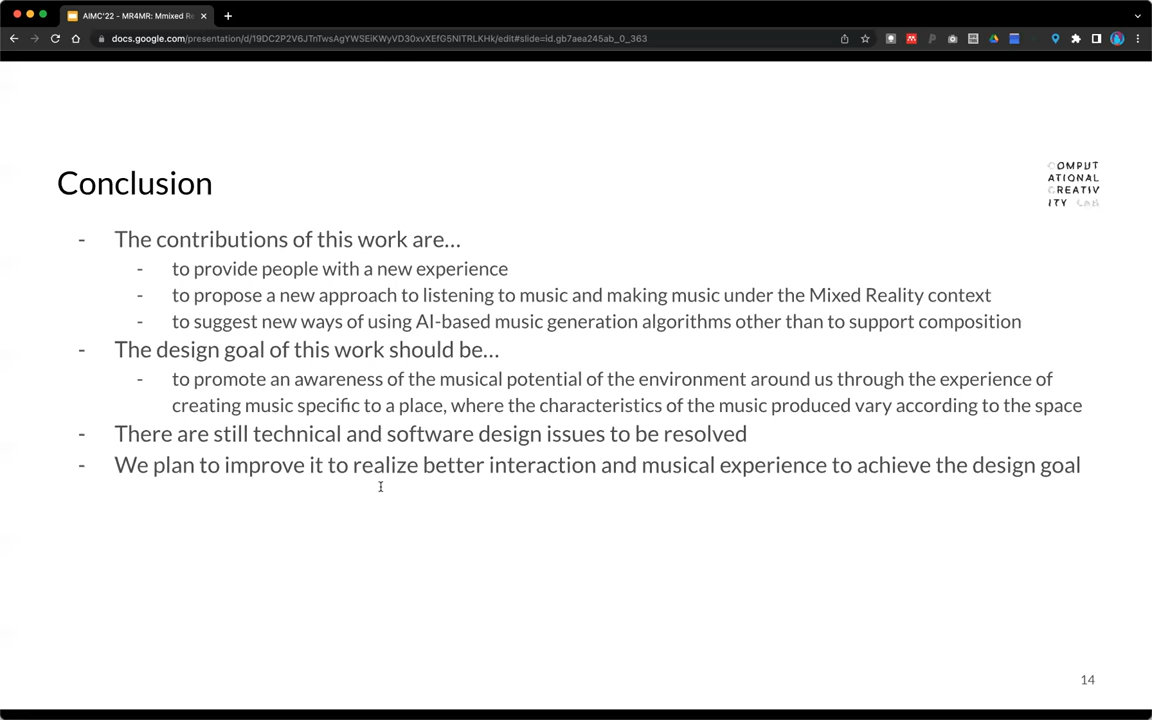 AIMC'22 - MR4MR: Mmixed Re
docs.google.com/presentation/d/19DC2P2V6JTnTwsAgYWSEiKWyVD30xvXEfG5NITRLKHk/edit#slide=id.gb7aea245ab_0_363
Conclusion
COMPUT
ATIONAL
CREATIV
ITY Lab
- The contributions of this work are...
- to provide people with a new experience
- to propose a new approach to listening to music and making music under the Mixed Reality context
- to suggest new ways of using AI-based music generation algorithms other than to support composition
- The design goal of this work should be...
- to promote an awareness of the musical potential of the environment around us through the experience of
creating music specific to a place, where the characteristics of the music produced vary according to the space
- There are still technical and software design issues to be resolved
- We plan to improve it to realize better interaction and musical experience to achieve the design goal
14